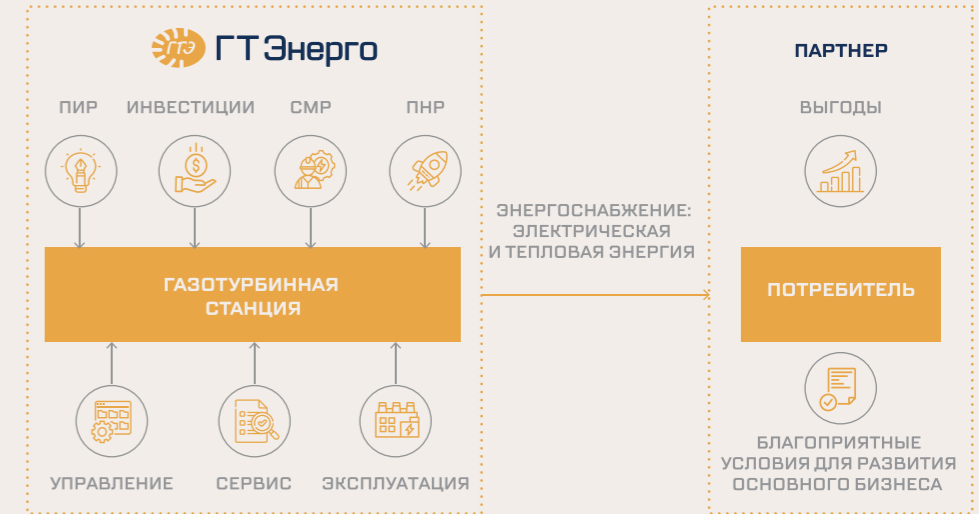 ГТЭ ГТ Энерго
ПИР ИНВЕСТИЦИИ СМР ПНР
$
ГАЗОТУРБИННАЯ
СТАНЦИЯ
УПРАВЛЕНИЕ СЕРВИС ЭКСПЛУАТАЦИЯ
ЭНЕРГОСНАБЖЕНИЕ:
ЭЛЕКТРИЧЕСКАЯ
И ТЕПЛОВАЯ ЭНЕРГИЯ
ПАРТНЕР
ВЫГОДЫ
ПОТРЕБИТЕЛЬ
БЛАГОПРИЯТНЫЕ
УСЛОВИЯ ДЛЯ РАЗВИТИЯ
ОСНОВНОГО БИЗНЕСА